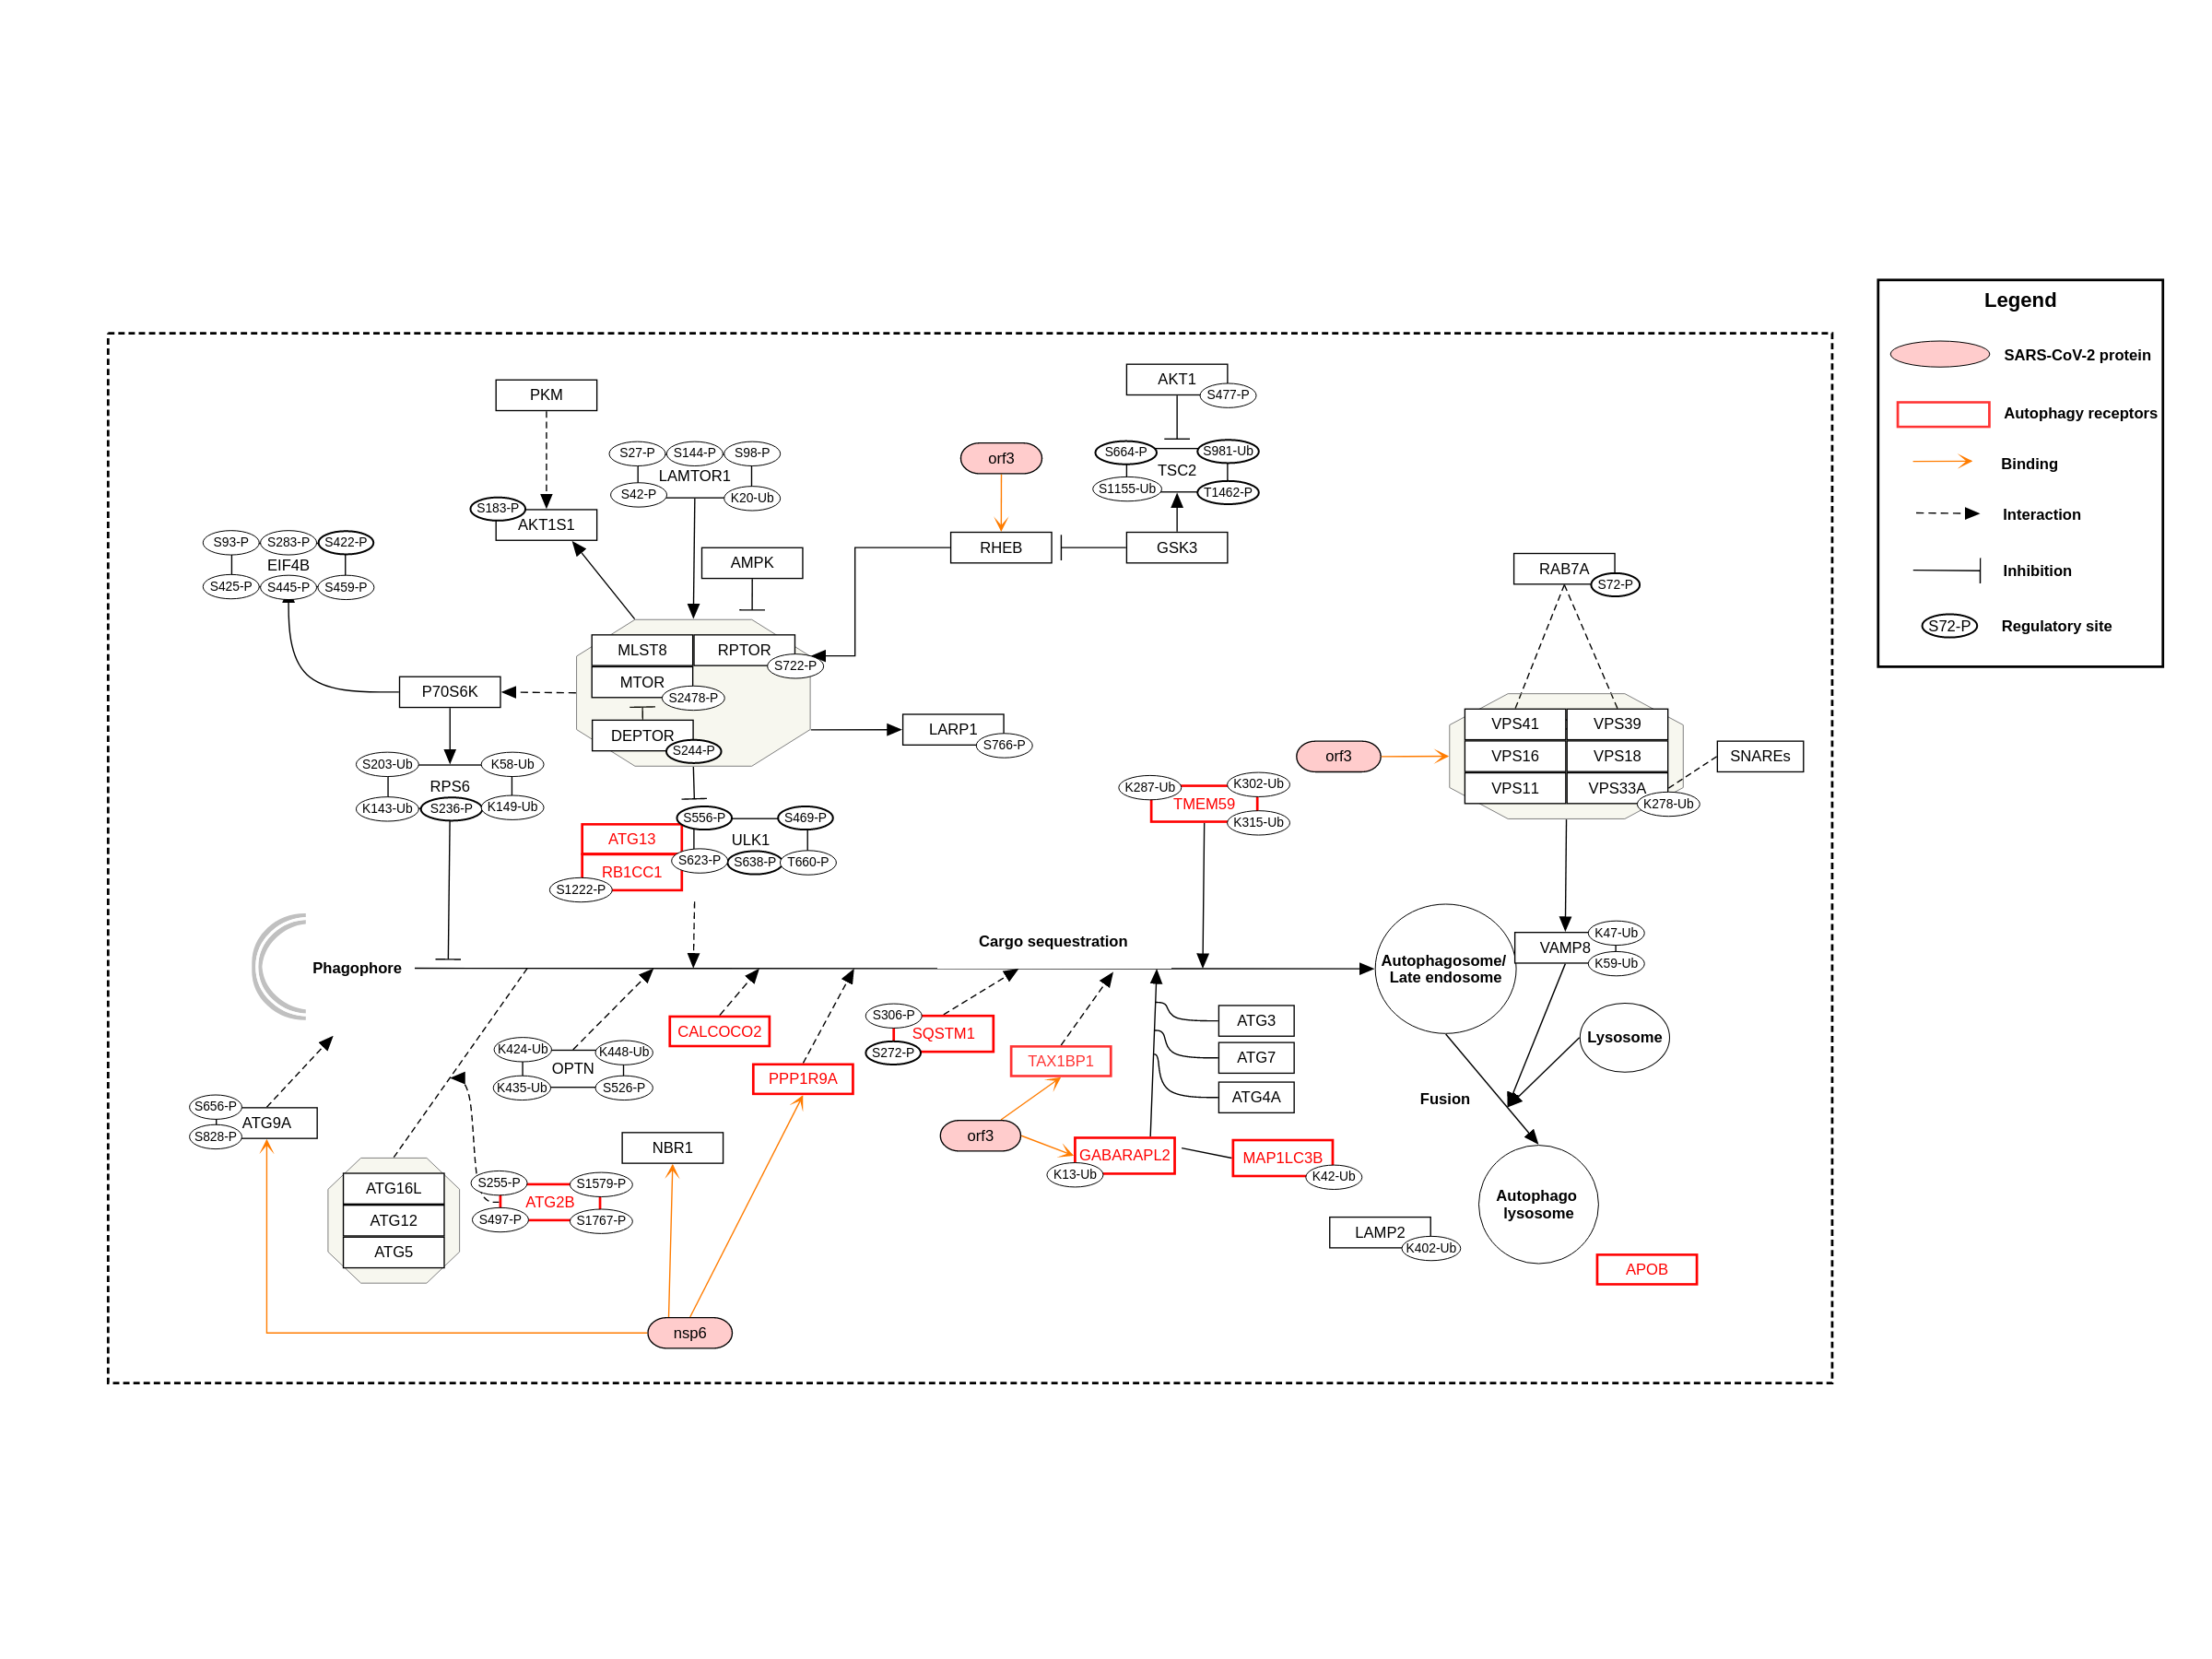 Legend
SARS-CoV-2 protein
Autophagy receptors
Binding
Interaction
Inhibition
S72-P
Regulatory site
PKM
S183-P
AKT1S1
S27-P
S144-P
S98-P
LAMTOR1
S42-P
K20-Ub
AMPK
orf3
RHEB
AKT1
S477-P
S664-P
S981-Ub
TSC2
S1155-Ub
T1462-P
GSK3
S93-P
S283-P
S422-P
EIF4B
S425-P
S445-P
S459-P
P70S6K
MLST8
RPTOR
S722-P
MTOR
S2478-P
DEPTOR
S244-P
LARP1
S766-P
RAB7A
S72-P
VPS41
VPS39
VPS16
VPS18
VPS11
VPS33A
K278-Ub
SNAREs
orf3
S203-Ub
K58-Ub
RPS6
K143-Ub
S236-P
K149-Ub
S556-P
S469-P
ULK1
S623-P
S638-P
T660-P
ATG13
RB1CC1
S1222-P
K287-Ub
K302-Ub
TMEM59
K315-Ub
Phagophore
Cargo sequestration
Autophagosome/
Late endosome
VAMP8
K47-Ub
K59-Ub
Lysosome
Fusion
Autophago
lysosome
S656-P
ATG9A
S828-P
K424-Ub
K448-Ub
OPTN
K435-Ub
S526-P
CALCOCO2
PPP1R9A
S306-P
SQSTM1
S272-P
TAX1BP1
ATG3
ATG7
ATG4A
orf3
GABARAPL2
K13-Ub
MAP1LC3B
K42-Ub
NBR1
ATG16L
ATG12
ATG5
S255-P
S1579-P
ATG2B
S497-P
S1767-P
LAMP2
K402-Ub
APOB
nsp6